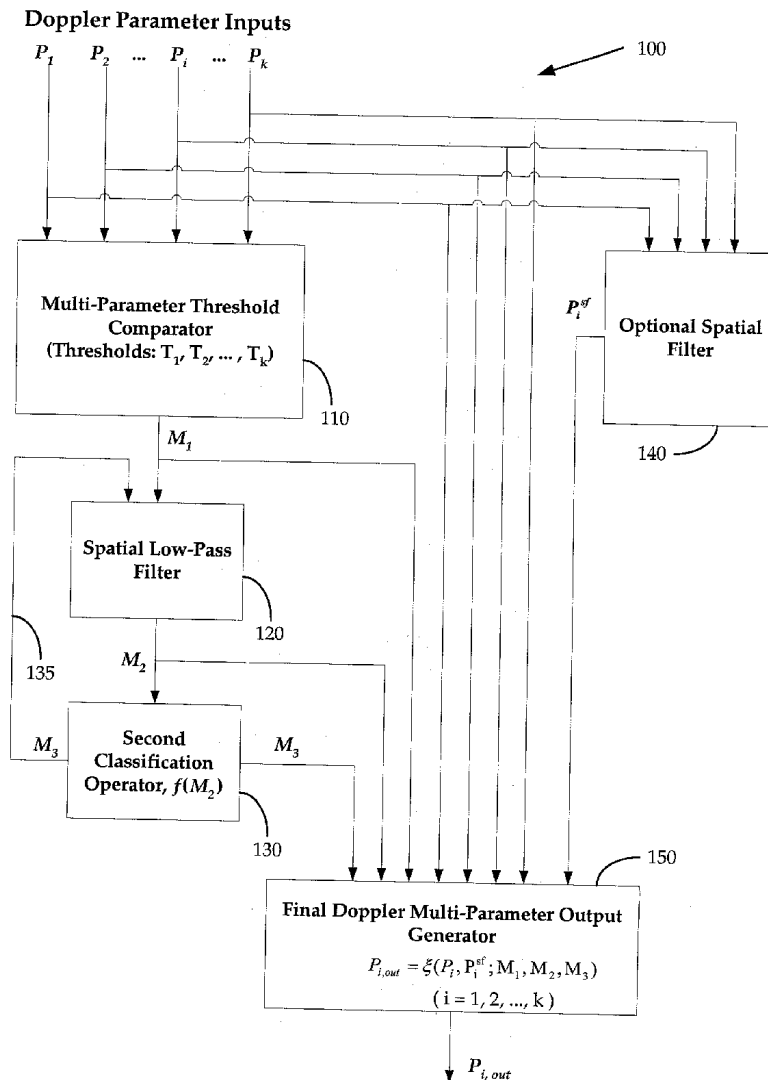 Doppler Parameter Inputs
P₁ P₂ ... Pᵢ ... Pₖ
100
Multi-Parameter Threshold
Comparator
(Thresholds: T₁, T₂, ... , Tₖ)
110
Pᵢˢᶠ
Optional Spatial
Filter
140
M₁
Spatial Low-Pass
Filter
120
135
M₂
M₃
Second
Classification
Operator, f(M₂)
M₃
130
150
Final Doppler Multi-Parameter Output
Generator
P_{i,out} = ξ(Pᵢ, Pᵢˢᶠ; M₁, M₂, M₃)
( i = 1, 2, ..., k )
P_{i, out}